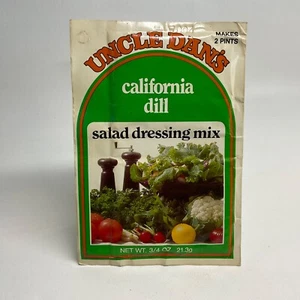 MAKES
2 PINTS
UNCLE DAN'S
california
dill
salad dressing mix
NET WT. 3/4 OZ. 21.3g